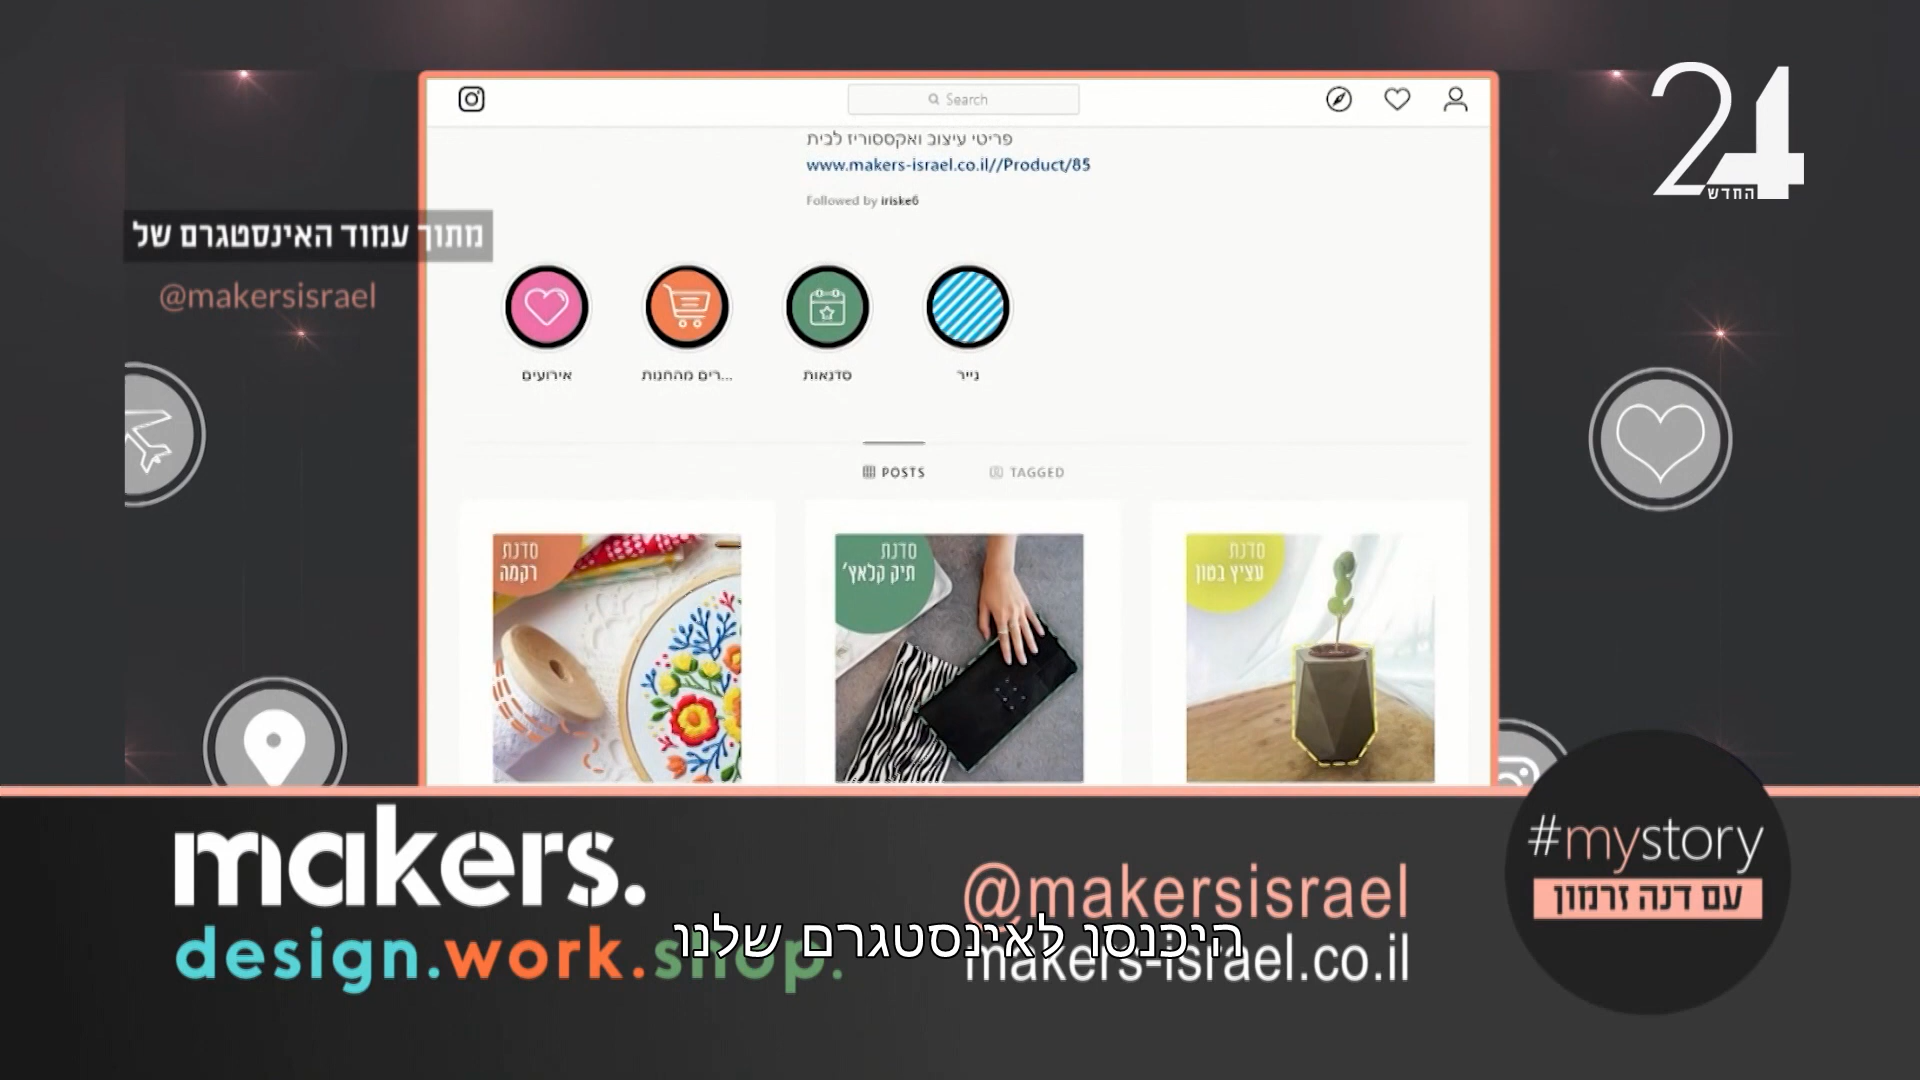 24
החדש
Search
פריטי עיצוב ואקססוריז לבית
www.makers-israel.co.il//Product/85
Followed by iriske6
מתוך עמוד האינסטגרם של
@makersisrael
אירועים
רים מהחנות...
סדנאות
נייר
POSTS
TAGGED
סדנת
רקמה
סדנת
תיק קלאץ'
סדנת
עציץ בטון
makers.
design.work.shop.
@makersisrael
makers-israel.co.il
היכנסו לאינסטגרם שלנו
#mystory
עם דנה זרמון